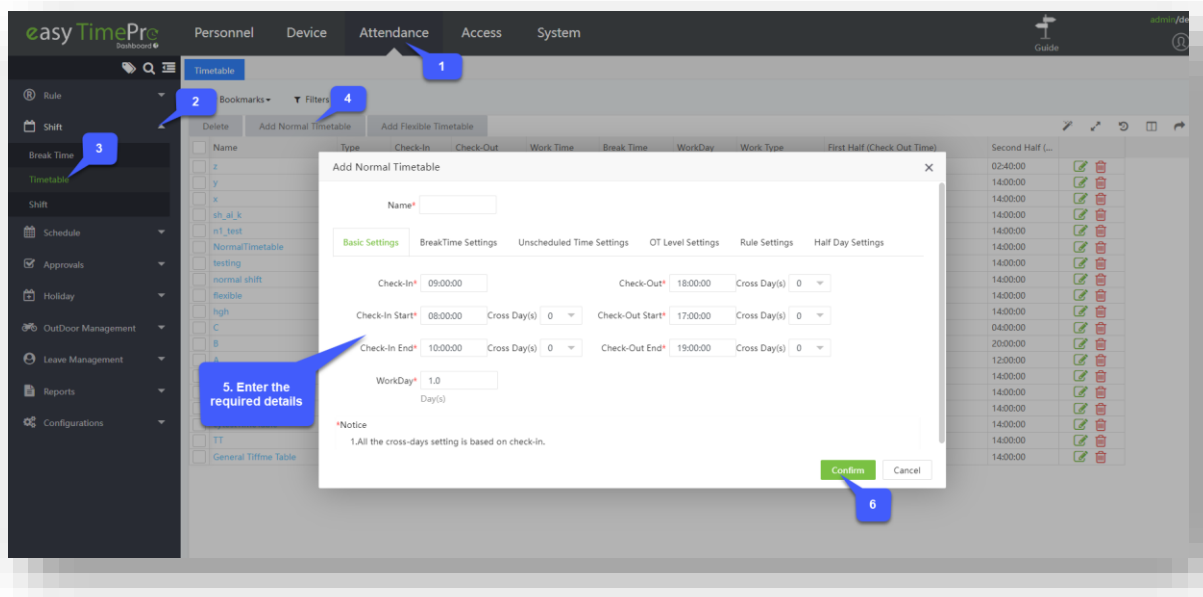 easy TimePro
Dashboard
Personnel Device Attendance Access System
Guide
admin/de
1
Timetable
Rule
2
Bookmarks
Filters
4
Shift
Delete Add Normal Timetable Add Flexible Timetable
3
Break Time
Timetable
Shift
Schedule
Approvals
Holiday
OutDoor Management
Leave Management
Reports
Configurations
Name Type Check-In Check-Out Work Time Break Time WorkDay Work Type First Half (Check Out Time) Second Half (...
z 02:40:00
y 14:00:00
x 14:00:00
sh_al_k 14:00:00
n1_test 14:00:00
NormalTimetable 14:00:00
testing 14:00:00
normal shift 14:00:00
flexible 14:00:00
hgh 14:00:00
C 04:00:00
B 20:00:00
A 12:00:00
14:00:00
14:00:00
14:00:00
14:00:00
TT 14:00:00
General Tiffme Table 14:00:00
Add Normal Timetable
Name*
Basic Settings BreakTime Settings Unscheduled Time Settings OT Level Settings Rule Settings Half Day Settings
Check-In* 09:00:00 Check-Out* 18:00:00 Cross Day(s) 0
Check-In Start* 08:00:00 Cross Day(s) 0 Check-Out Start* 17:00:00 Cross Day(s) 0
Check-In End* 10:00:00 Cross Day(s) 0 Check-Out End* 19:00:00 Cross Day(s) 0
WorkDay* 1.0
Day(s)
5. Enter the
required details
*Notice
1.All the cross-days setting is based on check-in.
Confirm Cancel
6